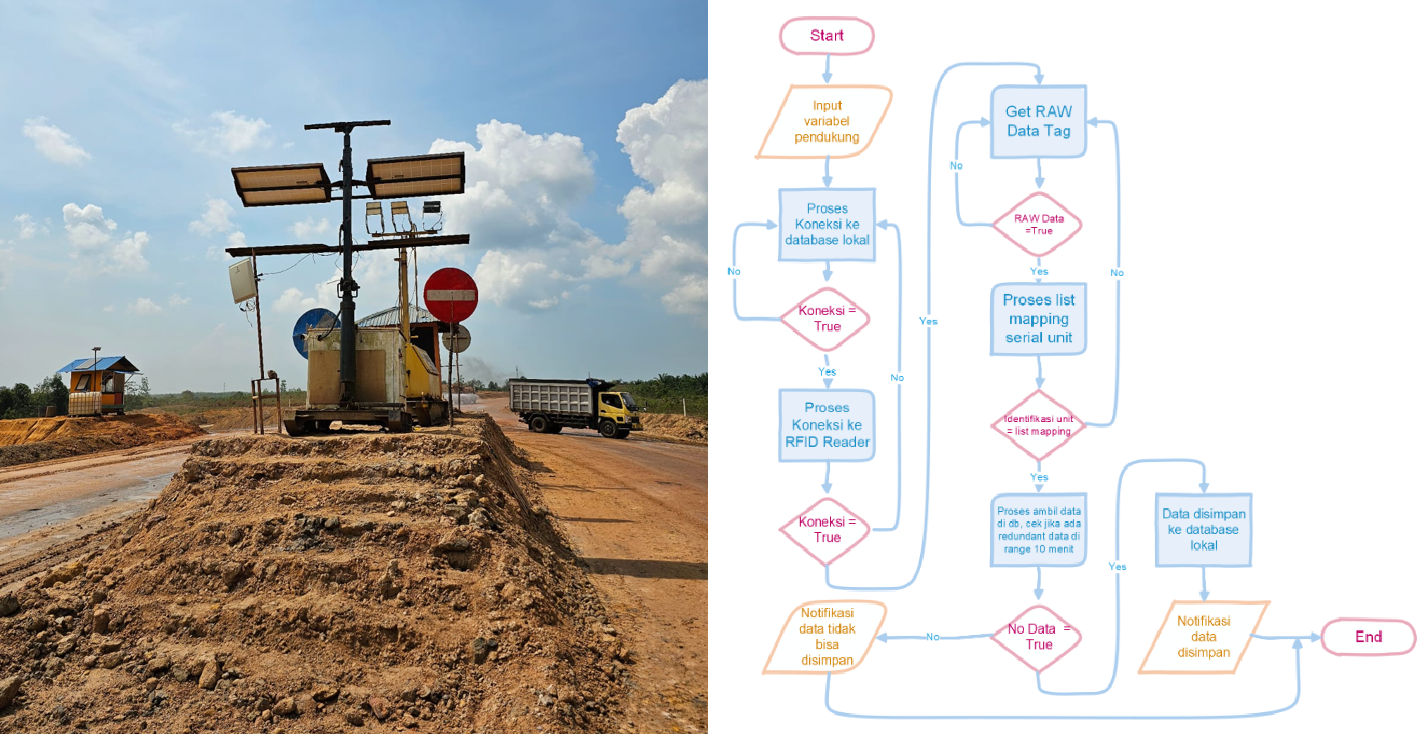 Start
Input
variabel
pendukung
Proses
Koneksi ke
database lokal
No
Koneksi =
True
Yes
No
Proses
Koneksi ke
RFID Reader
Koneksi =
True
Yes
Get RAW
Data Tag
No
RAW Data
=True
Yes
No
Proses list
mapping
serial unit
Identifikasi unit
= list mapping
Yes
Proses ambil data
di db, cek jika ada
redundant data di
range 10 menit
No Data =
True
No
Notifikasi
data tidak
bisa
disimpan
Yes
Data disimpan
ke database
lokal
Notifikasi
data
disimpan
End